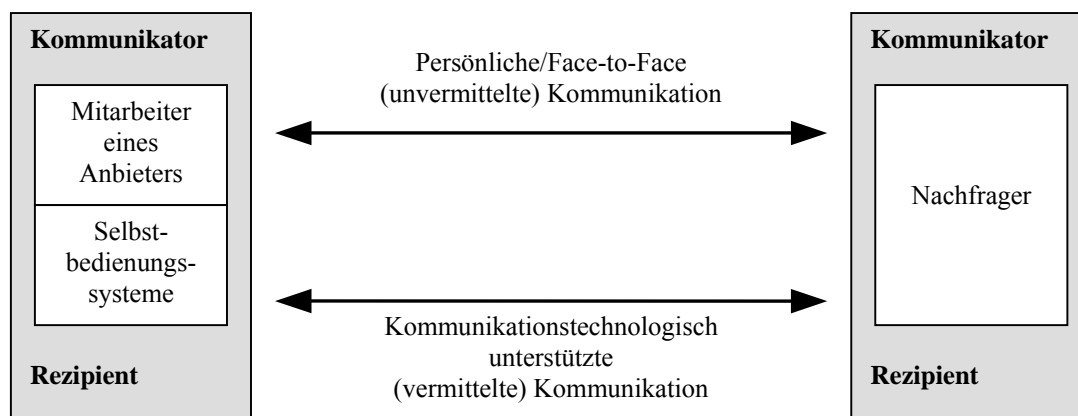 Kommunikator
Mitarbeiter
eines
Anbieters
Selbst-
bedienungs-
systeme
Rezipient
Persönliche/Face-to-Face
(unvermittelte) Kommunikation
Kommunikationstechnologisch
unterstützte
(vermittelte) Kommunikation
Kommunikator
Nachfrager
Rezipient